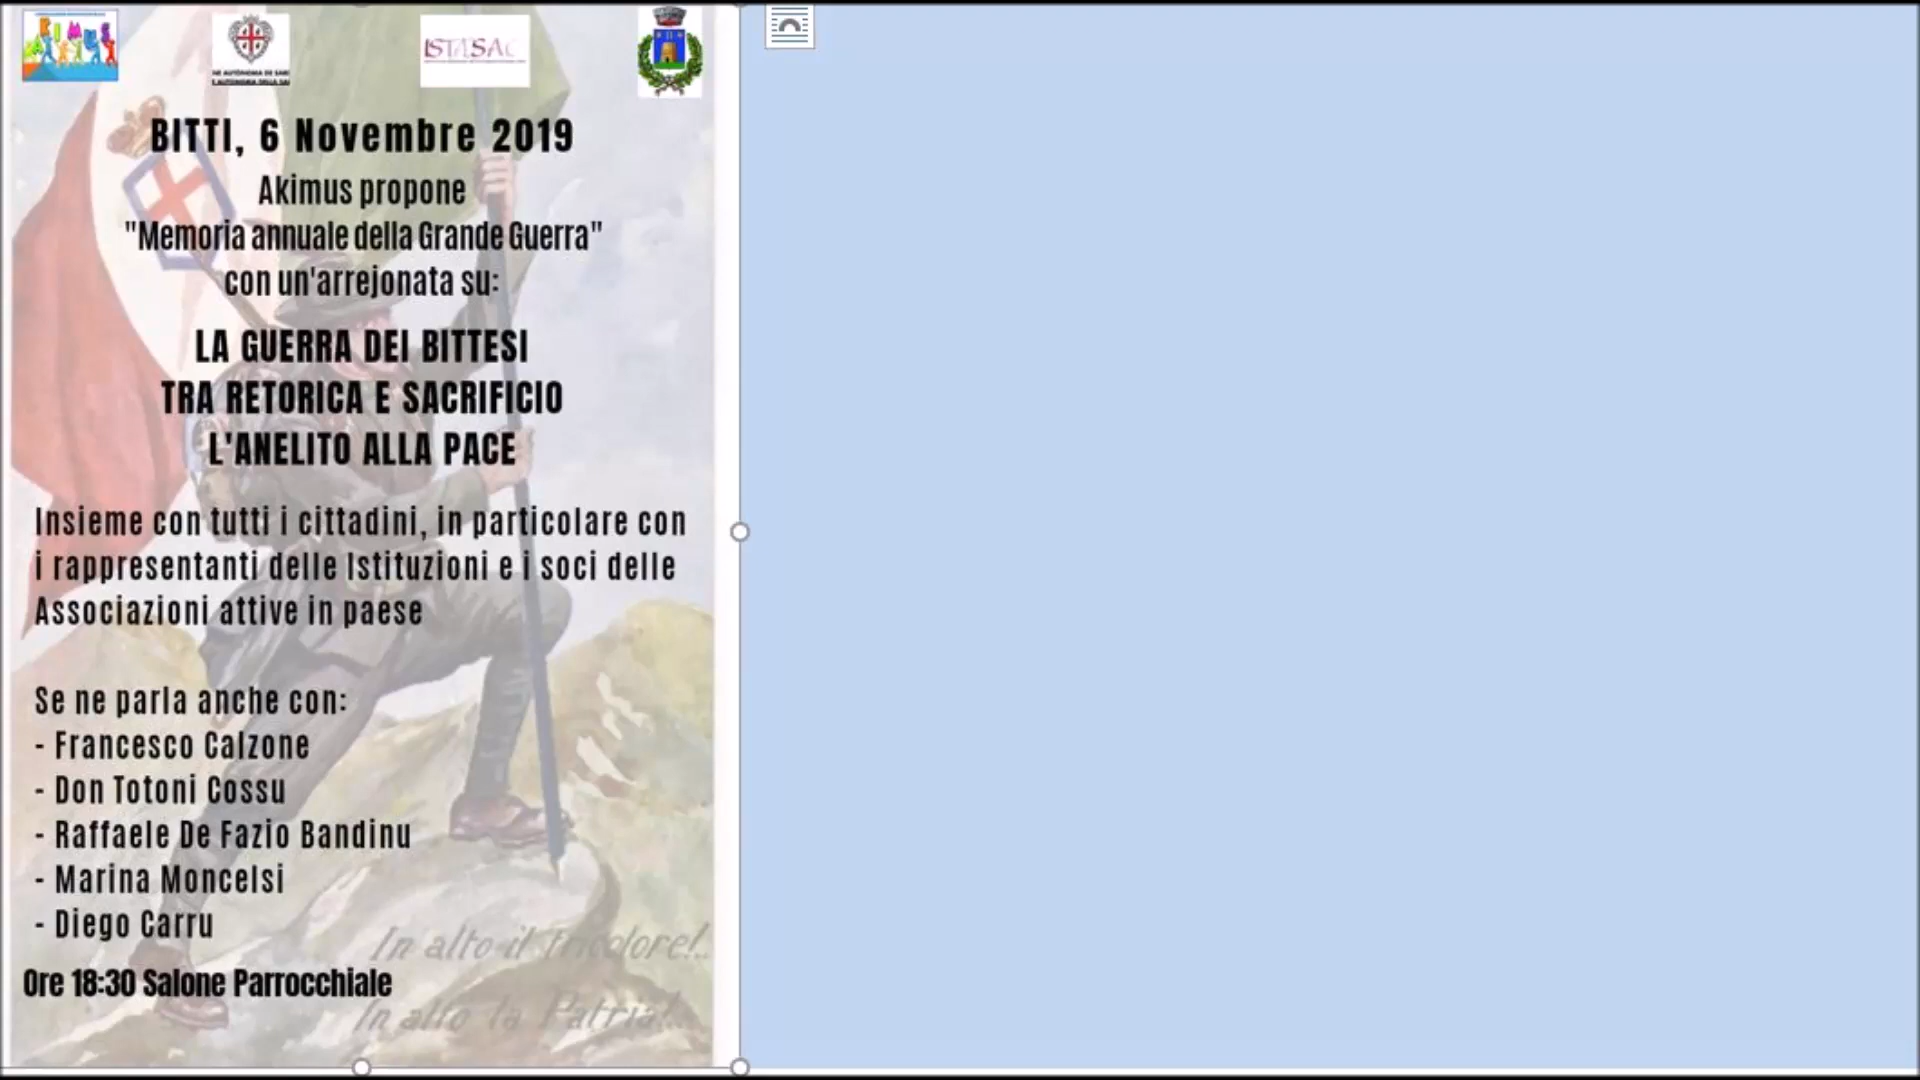 AKIMUS
ISTASAC
BITTI, 6 Novembre 2019
Akimus propone
"Memoria annuale della Grande Guerra"
con un'arrejonata su:
LA GUERRA DEI BITTESI
TRA RETORICA E SACRIFICIO
L'ANELITO ALLA PACE
Insieme con tutti i cittadini, in particolare con
i rappresentanti delle Istituzioni e i soci delle
Associazioni attive in paese
Se ne parla anche con:
- Francesco Calzone
- Don Totoni Cossu
- Raffaele De Fazio Bandinu
- Marina Moncelsi
- Diego Carru
In alto il tricolore!..
Ore 18:30 Salone Parrocchiale
In alto la Patria!..